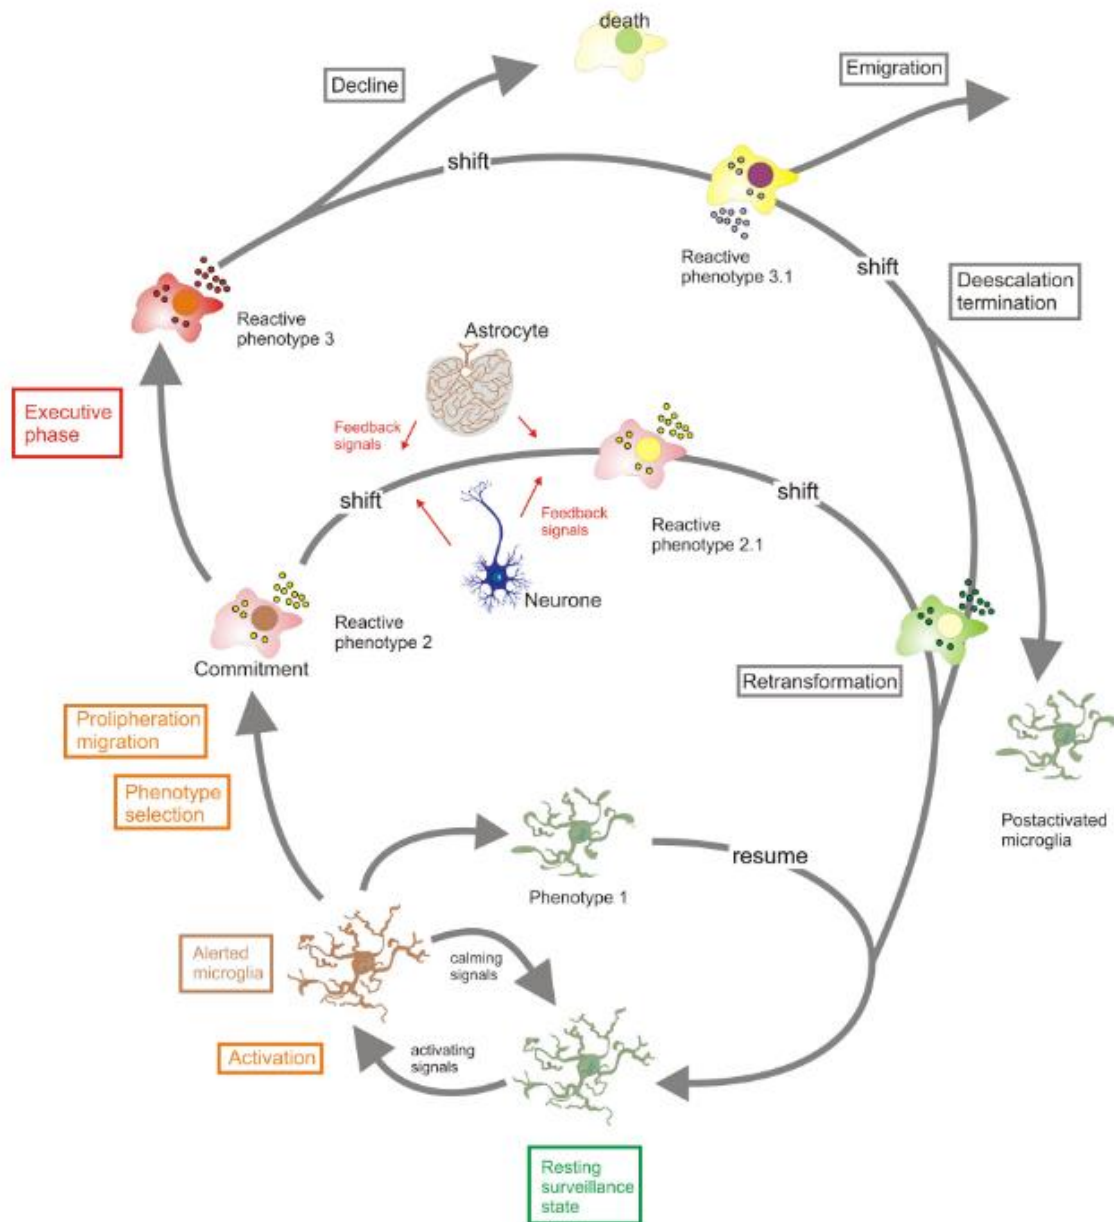 death
Decline
Emigration
shift
Reactive
phenotype 3.1
shift
Deescalation
termination
Reactive
phenotype 3
Astrocyte
Executive
phase
Feedback
signals
shift
Feedback
signals
shift
Reactive
phenotype 2.1
Neurone
Reactive
phenotype 2
Commitment
Retransformation
Prolipheration
migration
Phenotype
selection
Postactivated
microglia
resume
Phenotype 1
Alerted
microglia
calming
signals
Activation
activating
signals
Resting
surveillance
state